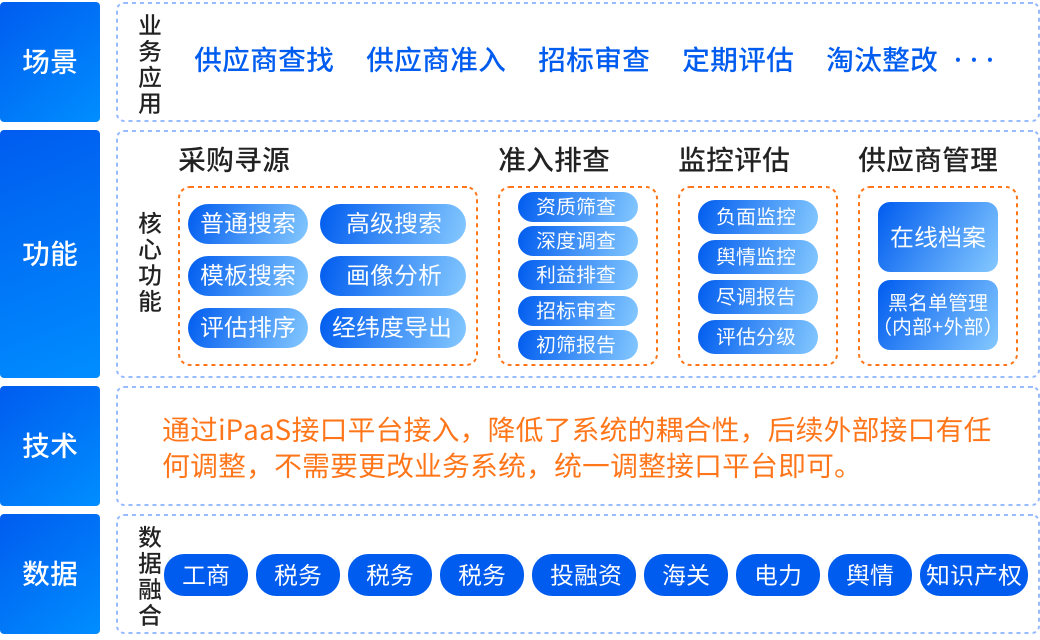 场景
业务应用
供应商查找 供应商准入 招标审查 定期评估 淘汰整改 ···
功能
核心功能
采购寻源
普通搜索 高级搜索
模板搜索 画像分析
评估排序 经纬度导出
准入排查
资质筛查
深度调查
利益排查
招标审查
初筛报告
监控评估
负面监控
舆情监控
尽调报告
评估分级
供应商管理
在线档案
黑名单管理
（内部+外部）
技术
通过iPaaS接口平台接入，降低了系统的耦合性，后续外部接口有任
何调整，不需要更改业务系统，统一调整接口平台即可。
数据
数据融合
工商 税务 税务 税务 投融资 海关 电力 舆情 知识产权